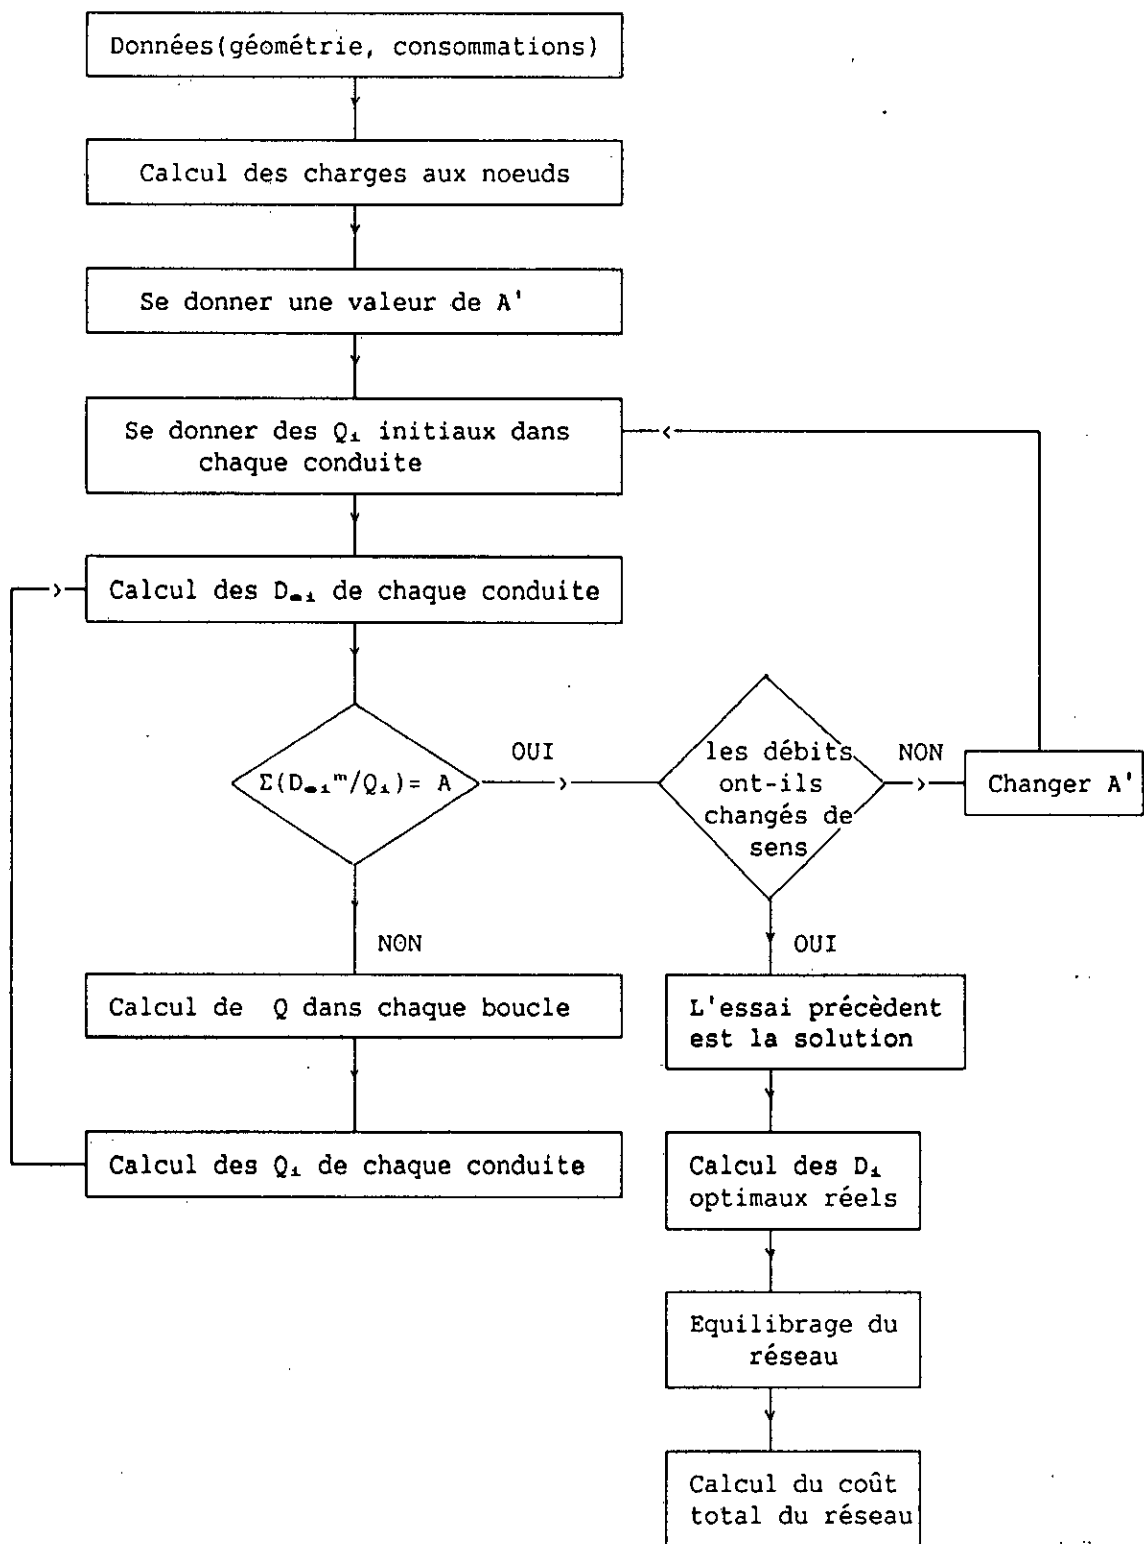 Données(géométrie, consommations)
Calcul des charges aux noeuds
Se donner une valeur de A'
Se donner des Qi initiaux dans
chaque conduite
Calcul des Dei de chaque conduite
Σ(Dei^m/Qi)= A
OUI
les débits
ont-ils
changés de
sens
NON
Changer A'
NON
OUI
Calcul de Q dans chaque boucle
L'essai précèdent
est la solution
Calcul des Qi de chaque conduite
Calcul des Di
optimaux réels
Equilibrage du
réseau
Calcul du coût
total du réseau